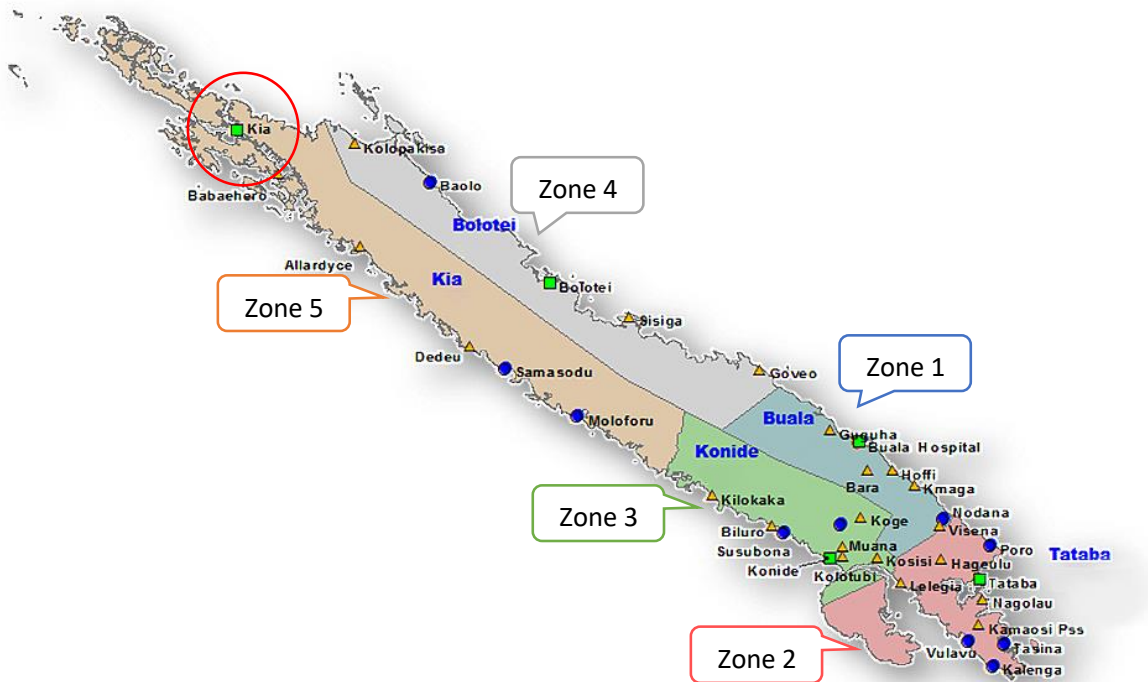 Kia
Kolopakisa
Babaehero
Baolo
Zone 4
Bolotei
Allardyce
Kia
Zone 5
Bolotei
Sisiga
Dedeu
Samasodu
Goveo
Zone 1
Moloforu
Buala
Guguha
Buala Hospital
Konide
Hoffi
Bara
Kmaga
Kilokaka
Zone 3
Nodana
Koge
Biluro
Visena
Susubona
Muana
Poro
Tataba
Konide
Kosisi
Hageulu
Kolotubi
Lelegia
Tataba
Nagolau
Kamaosi Pss
Zone 2
Vulavu
Tasina
Kalenga